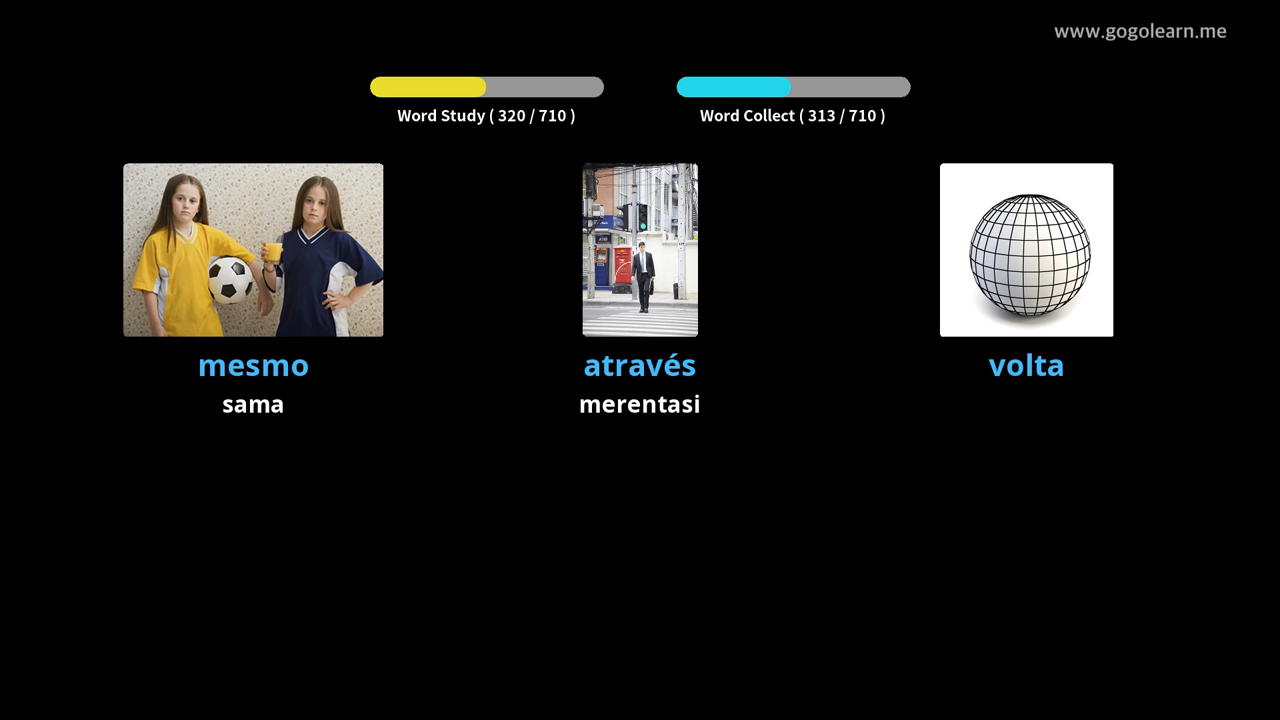 www.gogolearn.me
Word Study ( 320 / 710 )
Word Collect ( 313 / 710 )
mesmo
através
volta
sama
merentasi